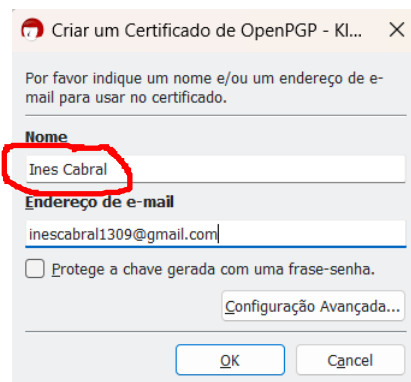 Criar um Certificado de OpenPGP - Kl...
Por favor indique um nome e/ou um endereço de e-
mail para usar no certificado.
Nome
Ines Cabral
Endereço de e-mail
inescabral1309@gmail.com
Protege a chave gerada com uma frase-senha.
Configuração Avançada...
OK
Cancel